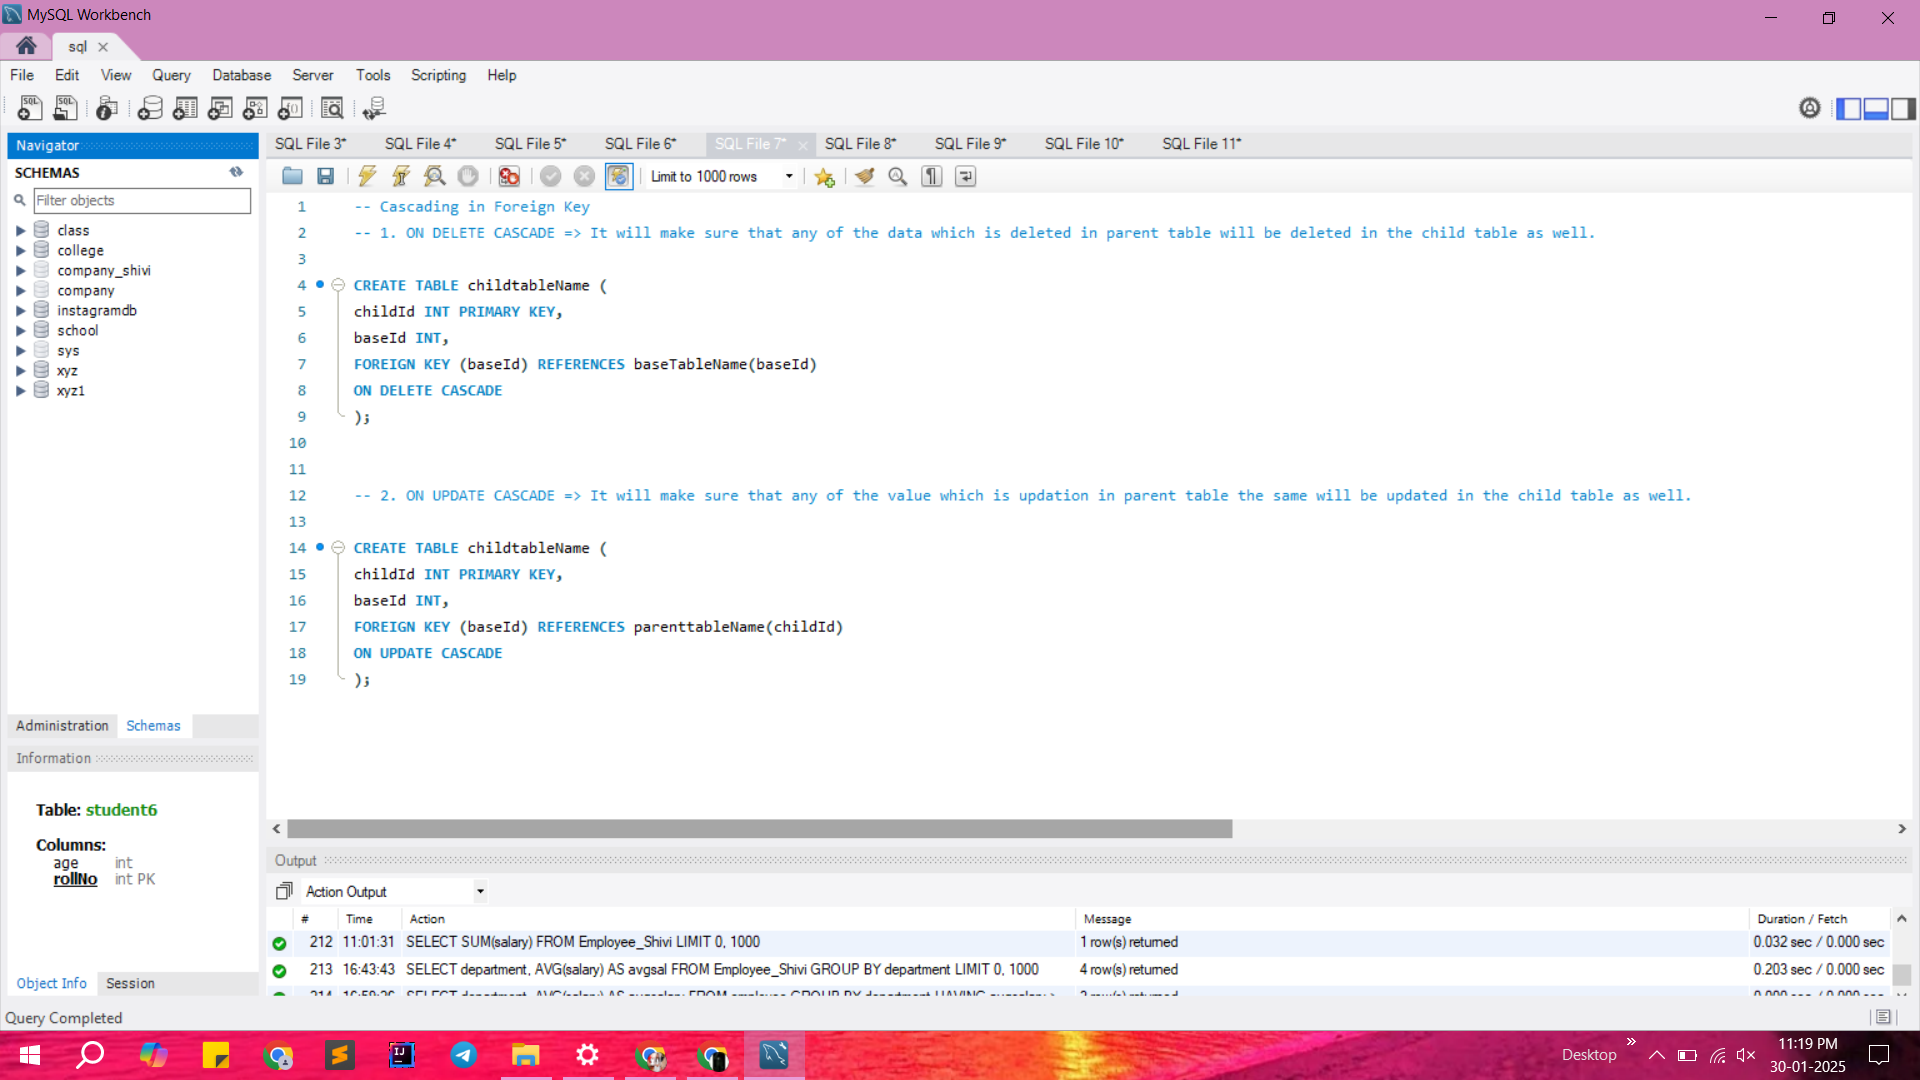 MySQL Workbench
sql
File Edit View Query Database Server Tools Scripting Help
Navigator
SCHEMAS
Filter objects
class
college
company_shivi
company
instagramdb
school
sys
xyz
xyz1
Administration Schemas
Information
Table: student6
Columns:
age int
rollNo int PK
Object Info Session
SQL File 3* SQL File 4* SQL File 5* SQL File 6* SQL File 7* SQL File 8* SQL File 9* SQL File 10* SQL File 11*
Limit to 1000 rows
1 -- Cascading in Foreign Key
2 -- 1. ON DELETE CASCADE => It will make sure that any of the data which is deleted in parent table will be deleted in the child table as well.
3
4 CREATE TABLE childtableName (
5 childId INT PRIMARY KEY,
6 baseId INT,
7 FOREIGN KEY (baseId) REFERENCES baseTableName(baseId)
8 ON DELETE CASCADE
9 );
10
11
12 -- 2. ON UPDATE CASCADE => It will make sure that any of the value which is updation in parent table the same will be updated in the child table as well.
13
14 CREATE TABLE childtableName (
15 childId INT PRIMARY KEY,
16 baseId INT,
17 FOREIGN KEY (baseId) REFERENCES parenttableName(childId)
18 ON UPDATE CASCADE
19 );
Output
Action Output
# Time Action Message Duration / Fetch
212 11:01:31 SELECT SUM(salary) FROM Employee_Shivi LIMIT 0, 1000 1 row(s) returned 0.032 sec / 0.000 sec
213 16:43:43 SELECT department, AVG(salary) AS avgsal FROM Employee_Shivi GROUP BY department LIMIT 0, 1000 4 row(s) returned 0.203 sec / 0.000 sec
Query Completed
Desktop
11:19 PM
30-01-2025